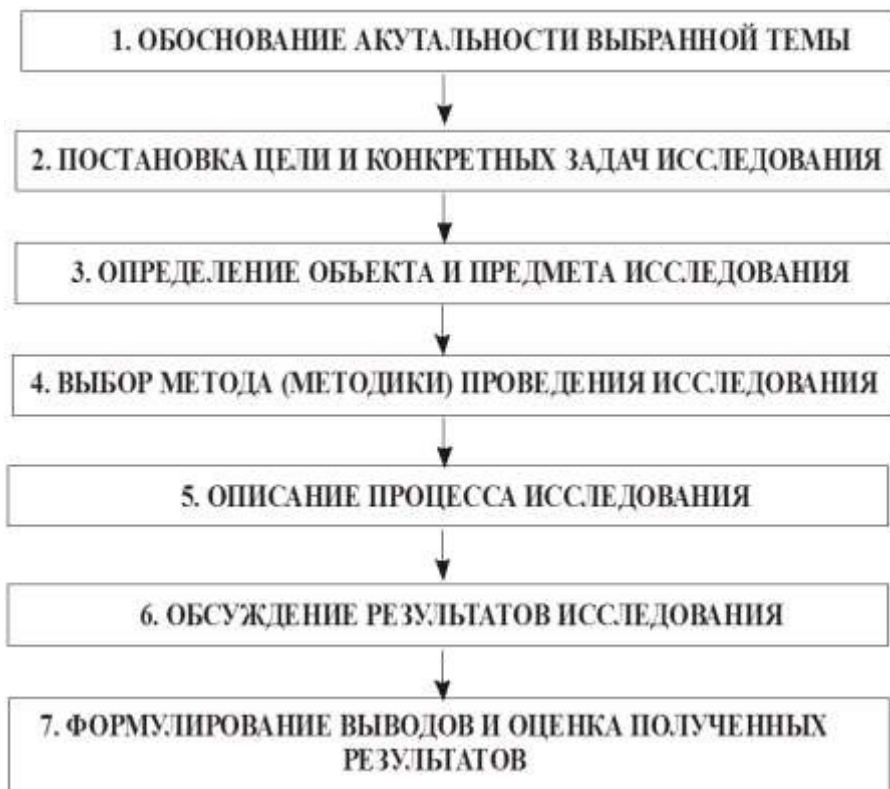 1. ОБОСНОВАНИЕ АКУТАЛЬНОСТИ ВЫБРАННОЙ ТЕМЫ
2. ПОСТАНОВКА ЦЕЛИ И КОНКРЕТНЫХ ЗАДАЧ ИССЛЕДОВАНИЯ
3. ОПРЕДЕЛЕНИЕ ОБЪЕКТА И ПРЕДМЕТА ИССЛЕДОВАНИЯ
4. ВЫБОР МЕТОДА (МЕТОДИКИ) ПРОВЕДЕНИЯ ИССЛЕДОВАНИЯ
5. ОПИСАНИЕ ПРОЦЕССА ИССЛЕДОВАНИЯ
6. ОБСУЖДЕНИЕ РЕЗУЛЬТАТОВ ИССЛЕДОВАНИЯ
7. ФОРМУЛИРОВАНИЕ ВЫВОДОВ И ОЦЕНКА ПОЛУЧЕННЫХ
РЕЗУЛЬТАТОВ